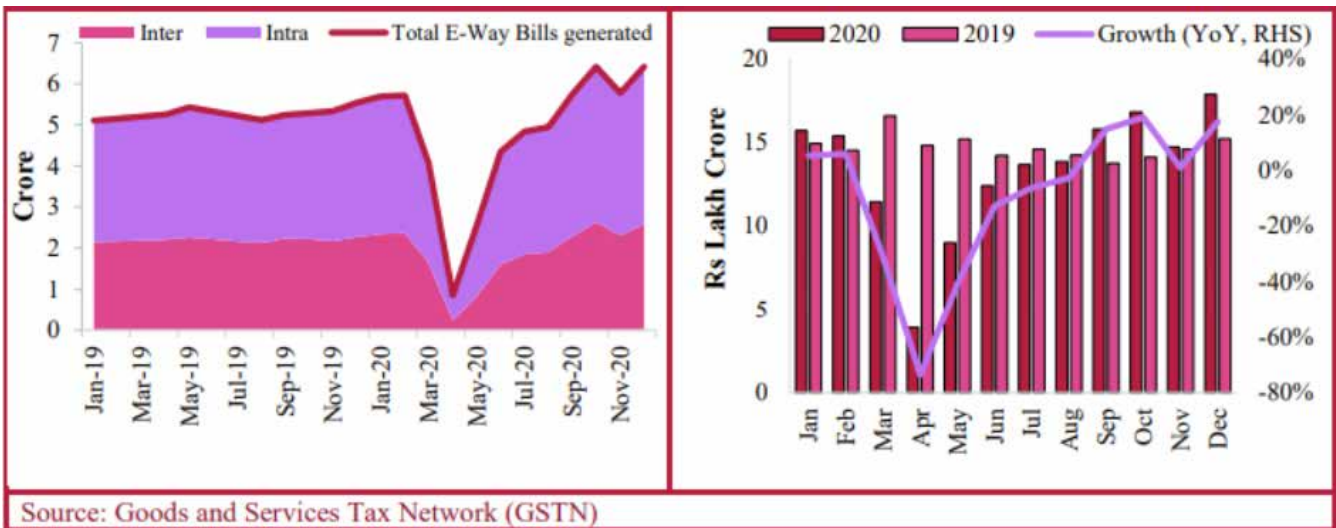 Inter Intra Total E-Way Bills generated
Crore
7
6
5
4
3
2
1
0
Jan-19
Mar-19
May-19
Jul-19
Sep-19
Nov-19
Jan-20
Mar-20
May-20
Jul-20
Sep-20
Nov-20
2020 2019 Growth (YoY, RHS)
Rs Lakh Crore
20
15
10
5
0
40%
20%
0%
-20%
-40%
-60%
-80%
Jan
Feb
Mar
Apr
May
Jun
Jul
Aug
Sep
Oct
Nov
Dec
Source: Goods and Services Tax Network (GSTN)